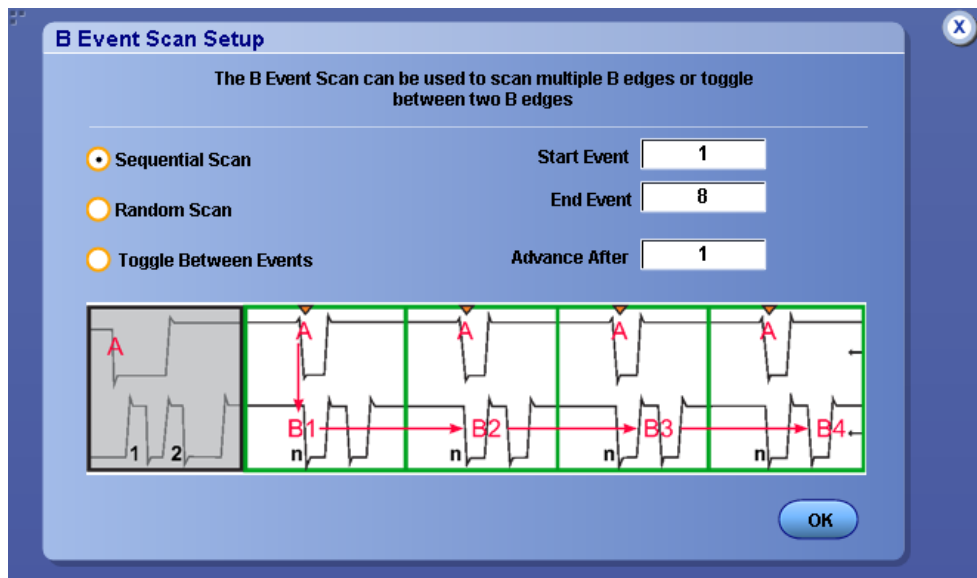 B Event Scan Setup
X
The B Event Scan can be used to scan multiple B edges or toggle
between two B edges
Sequential Scan
Start Event 1
End Event 8
Random Scan
Toggle Between Events
Advance After 1
A A A A A
B1 B2 B3 B4
1 2 n n n n
OK